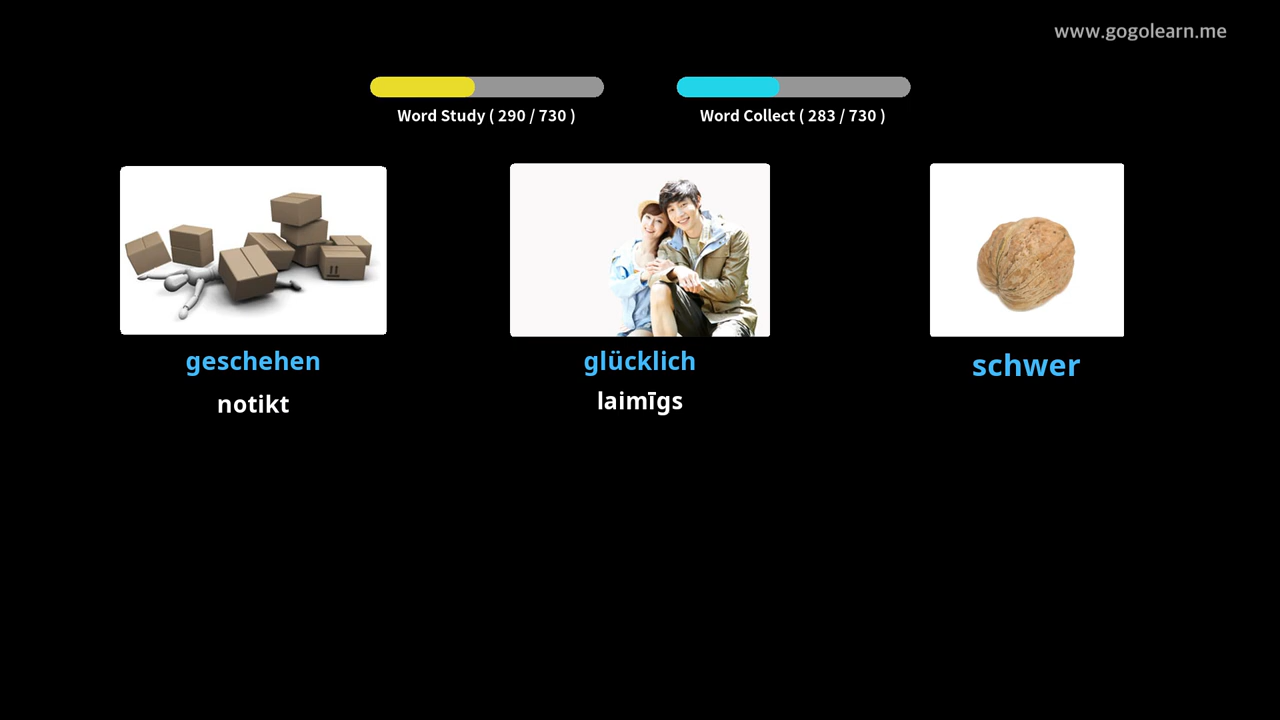 www.gogolearn.me
Word Study ( 290 / 730 )
Word Collect ( 283 / 730 )
geschehen
notikt
glücklich
laimīgs
schwer